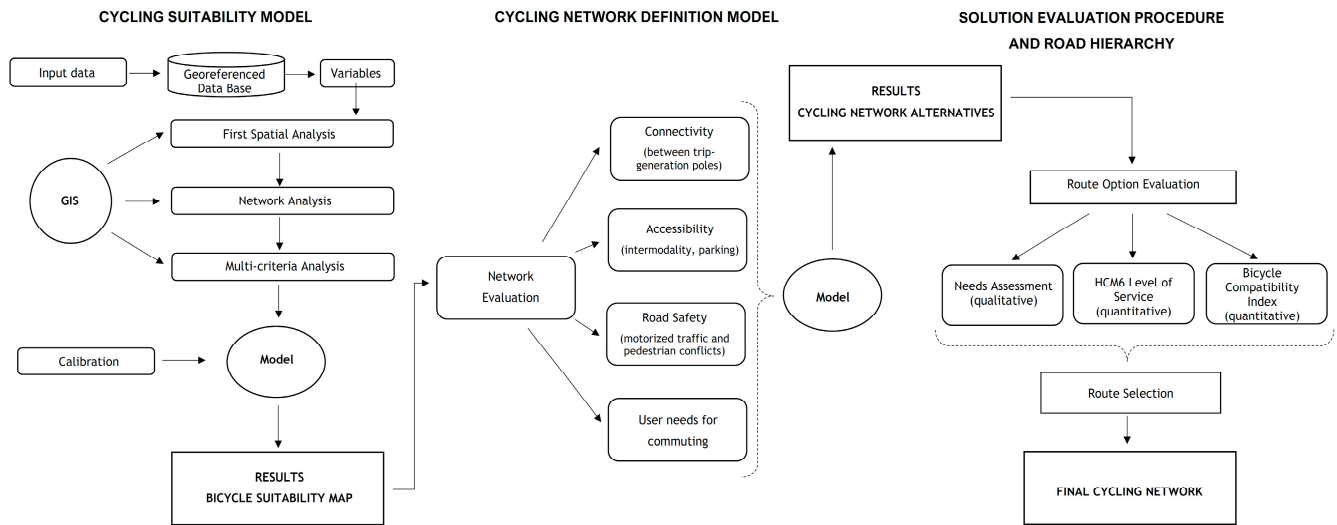 CYCLING SUITABILITY MODEL
Input data
Georeferenced
Data Base
Variables
First Spatial Analysis
GIS
Network Analysis
Multi-criteria Analysis
Calibration
Model
RESULTS
BICYCLE SUITABILITY MAP
CYCLING NETWORK DEFINITION MODEL
Network
Evaluation
Connectivity
(between trip-
generation poles)
Accessibility
(intermodality, parking)
Road Safety
(motorized traffic and
pedestrian conflicts)
User needs for
commuting
Model
SOLUTION EVALUATION PROCEDURE
AND ROAD HIERARCHY
RESULTS
CYCLING NETWORK ALTERNATIVES
Route Option Evaluation
Needs Assessment
(qualitative)
HCM6 Level of
Service
(quantitative)
Bicycle
Compatibility
Index
(quantitative)
Route Selection
FINAL CYCLING NETWORK